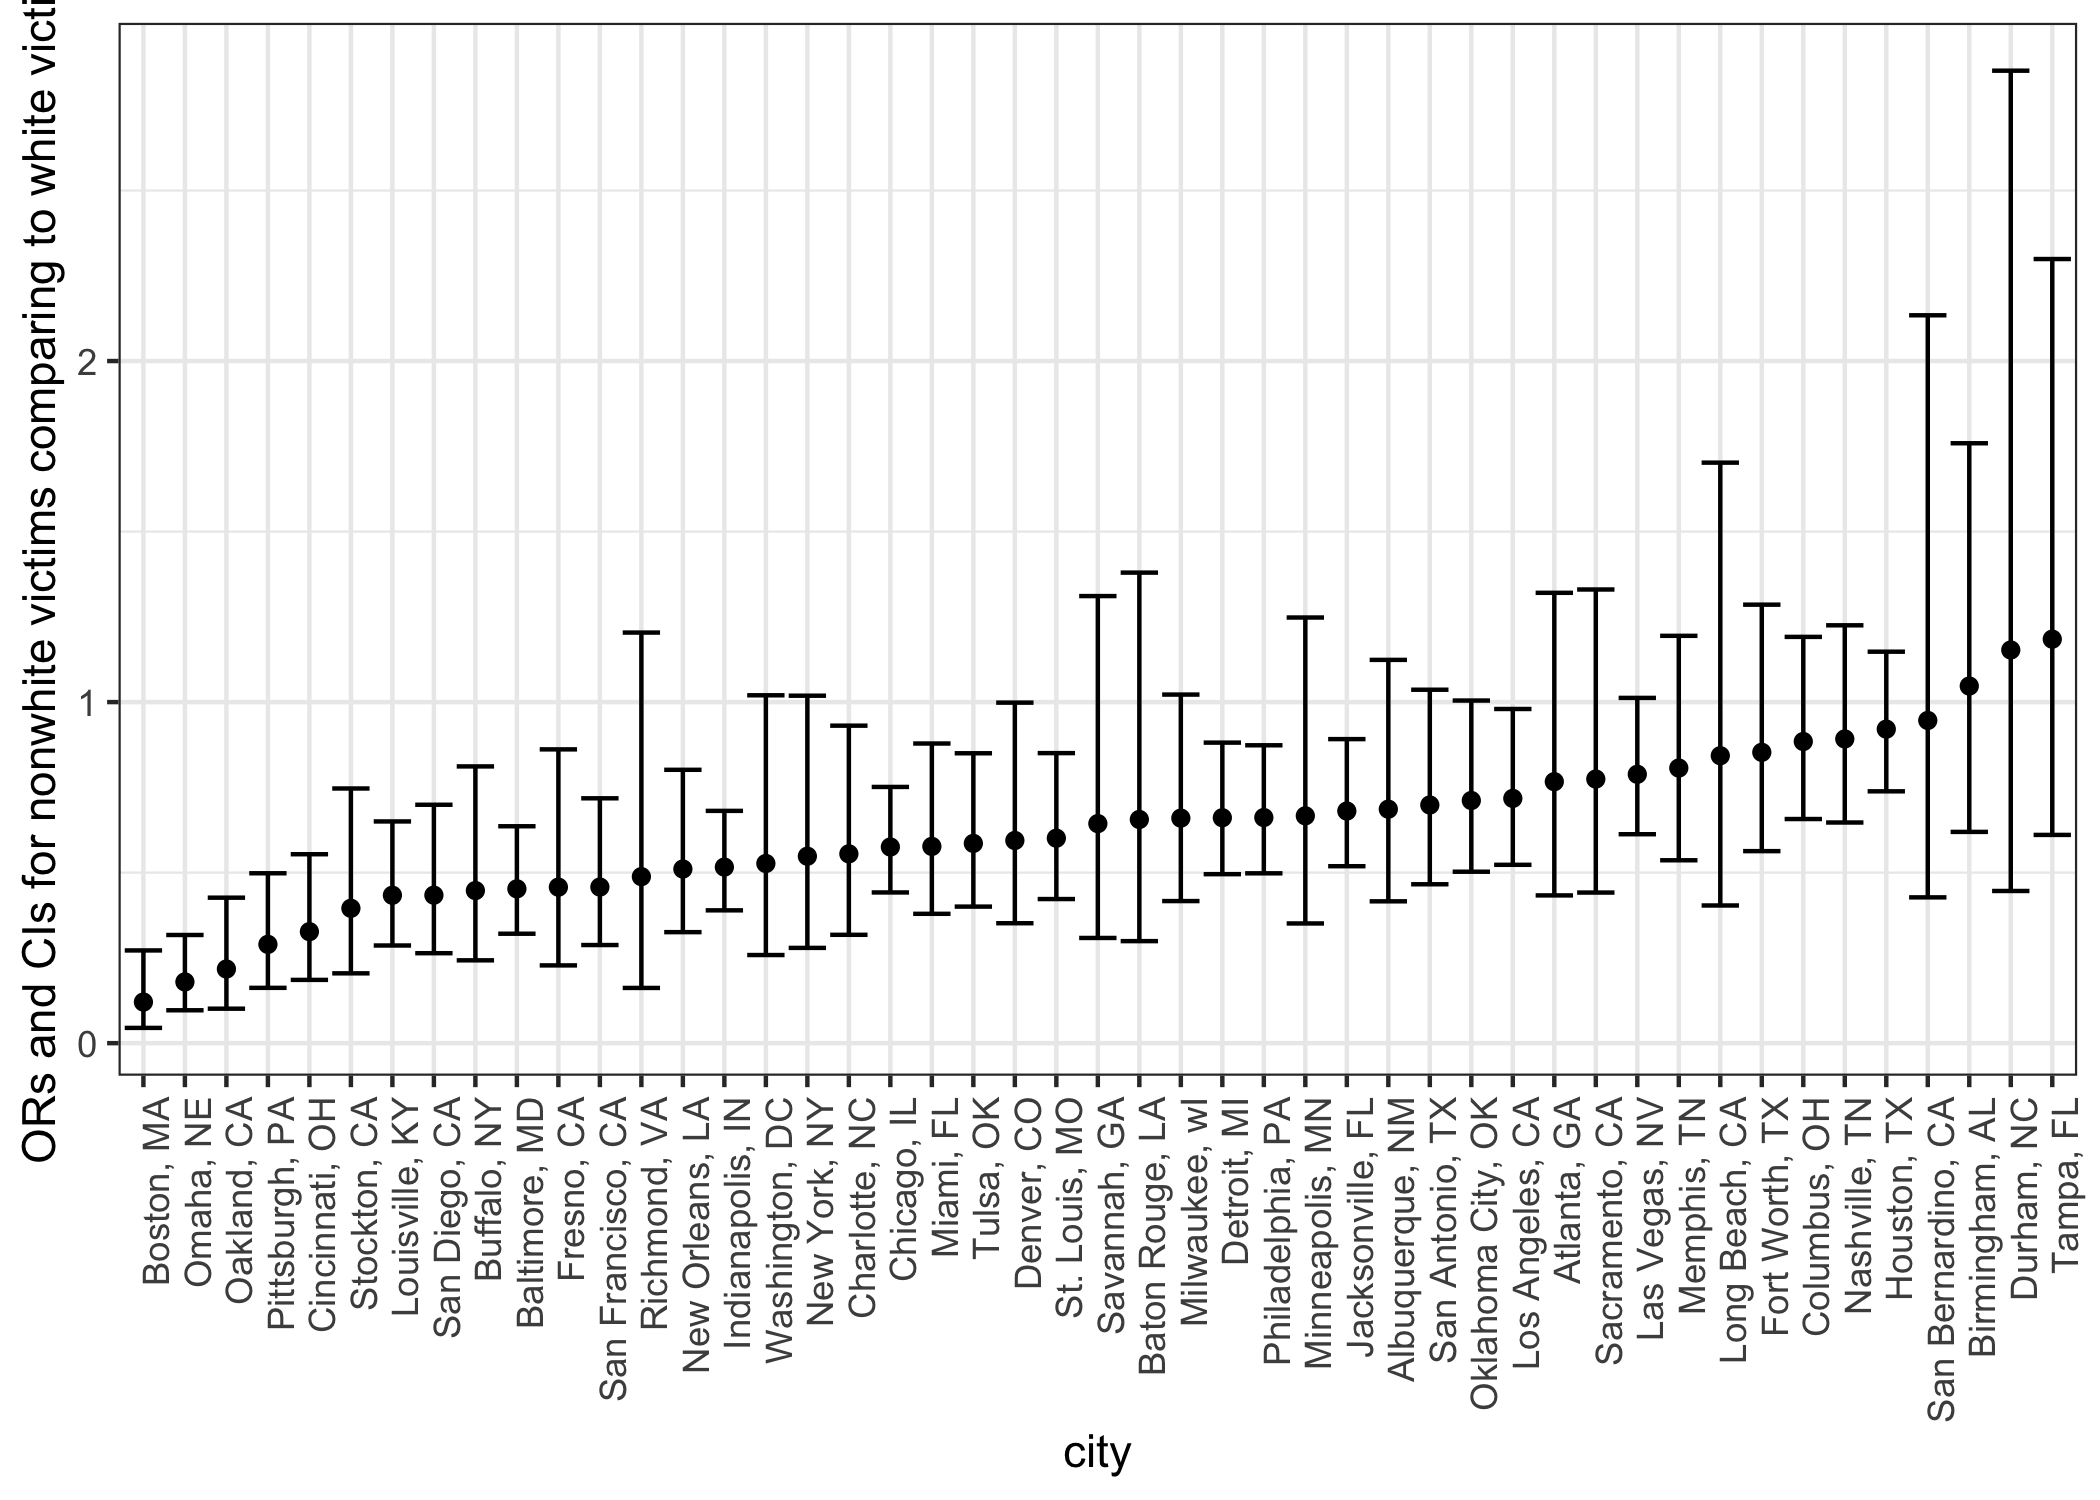 ORs and CIs for nonwhite victims comparing to white victi
2
1
0
Boston, MA
Omaha, NE
Oakland, CA
Pittsburgh, PA
Cincinnati, OH
Stockton, CA
Louisville, KY
San Diego, CA
Buffalo, NY
Baltimore, MD
Fresno, CA
San Francisco, CA
Richmond, VA
New Orleans, LA
Indianapolis, IN
Washington, DC
New York, NY
Charlotte, NC
Chicago, IL
Miami, FL
Tulsa, OK
Denver, CO
St. Louis, MO
Savannah, GA
Baton Rouge, LA
Milwaukee, wI
Detroit, MI
Philadelphia, PA
Minneapolis, MN
Jacksonville, FL
Albuquerque, NM
San Antonio, TX
Oklahoma City, OK
Los Angeles, CA
Atlanta, GA
Sacramento, CA
Las Vegas, NV
Memphis, TN
Long Beach, CA
Fort Worth, TX
Columbus, OH
Nashville, TN
Houston, TX
San Bernardino, CA
Birmingham, AL
Durham, NC
Tampa, FL
city